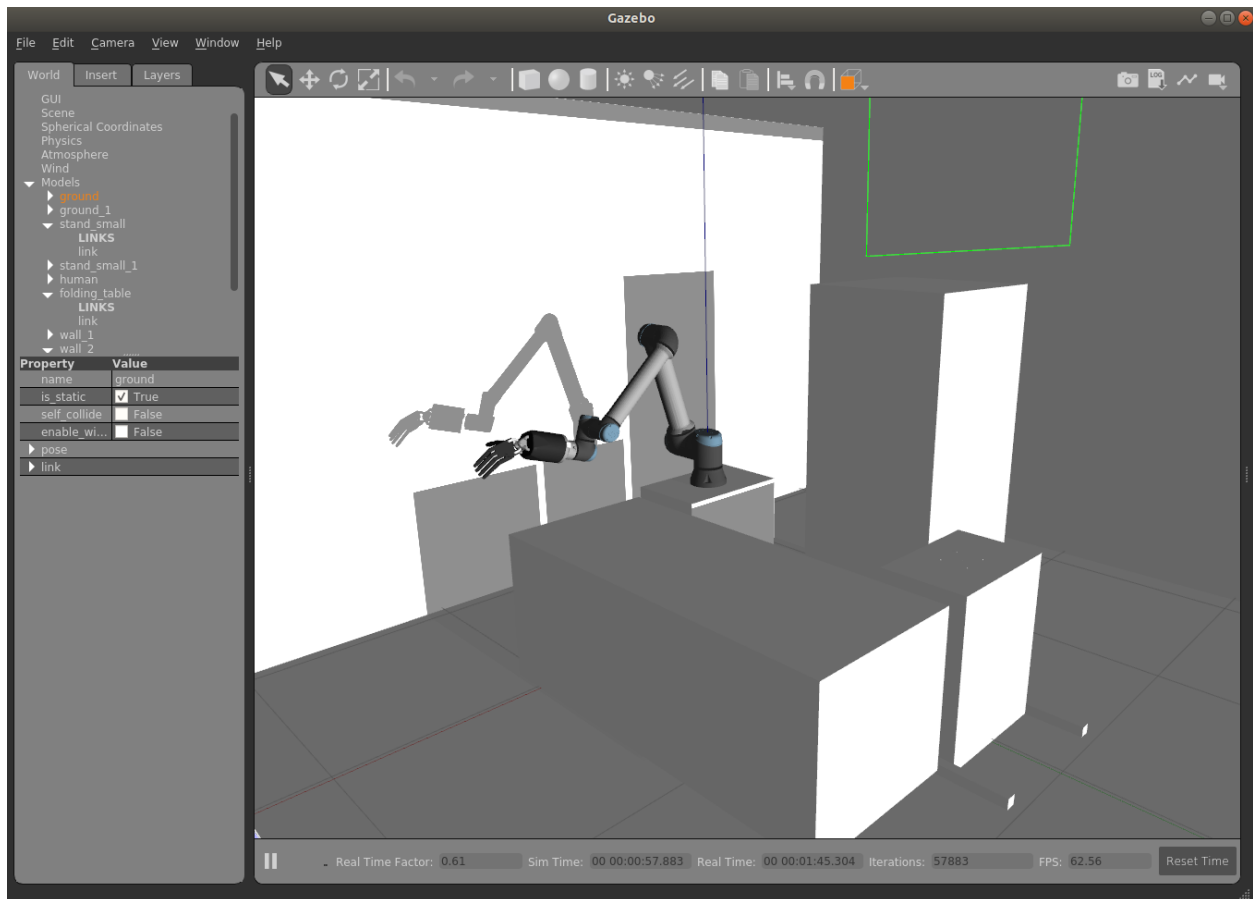 Gazebo
File Edit Camera View Window Help
World Insert Layers
GUI
Scene
Spherical Coordinates
Physics
Atmosphere
Wind
Models
ground
ground_1
stand_small
LINKS
link
stand_small_1
human
folding_table
LINKS
link
wall_1
wall_2
Property Value
name ground
is_static True
self_collide False
enable_wi... False
pose
link
LOG
Real Time Factor: 0.61 Sim Time: 00 00:00:57.883 Real Time: 00 00:01:45.304 Iterations: 57883 FPS: 62.56 Reset Time